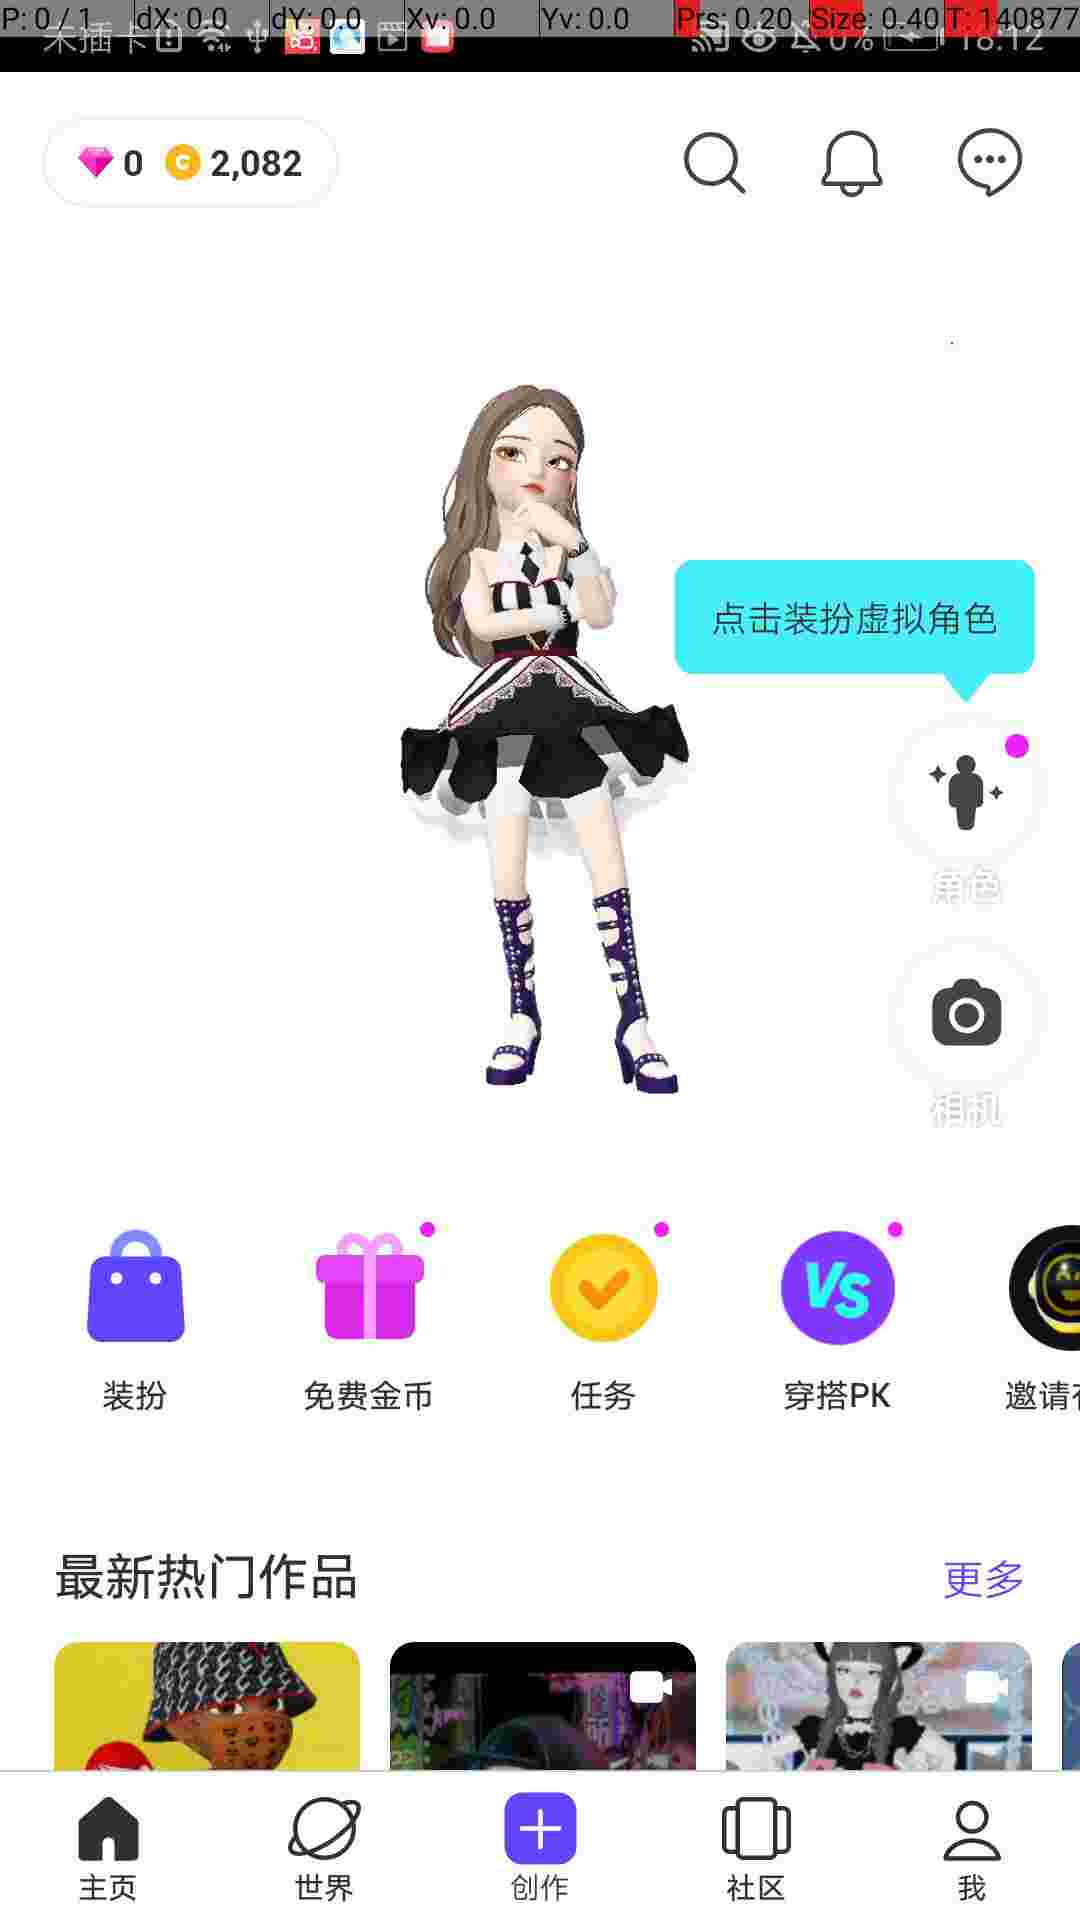 P: 0 / 1 dX: 0.0 dY: 0.0 Xv: 0.0 Yv: 0.0 Prs: 0.20 Size: 0.40 T: 140877
未插卡 0% 18:12
0 2,082
点击装扮虚拟角色
角色
相机
VS
装扮 免费金币 任务 穿搭PK 邀请
最新热门作品 更多
主页 世界 创作 社区 我